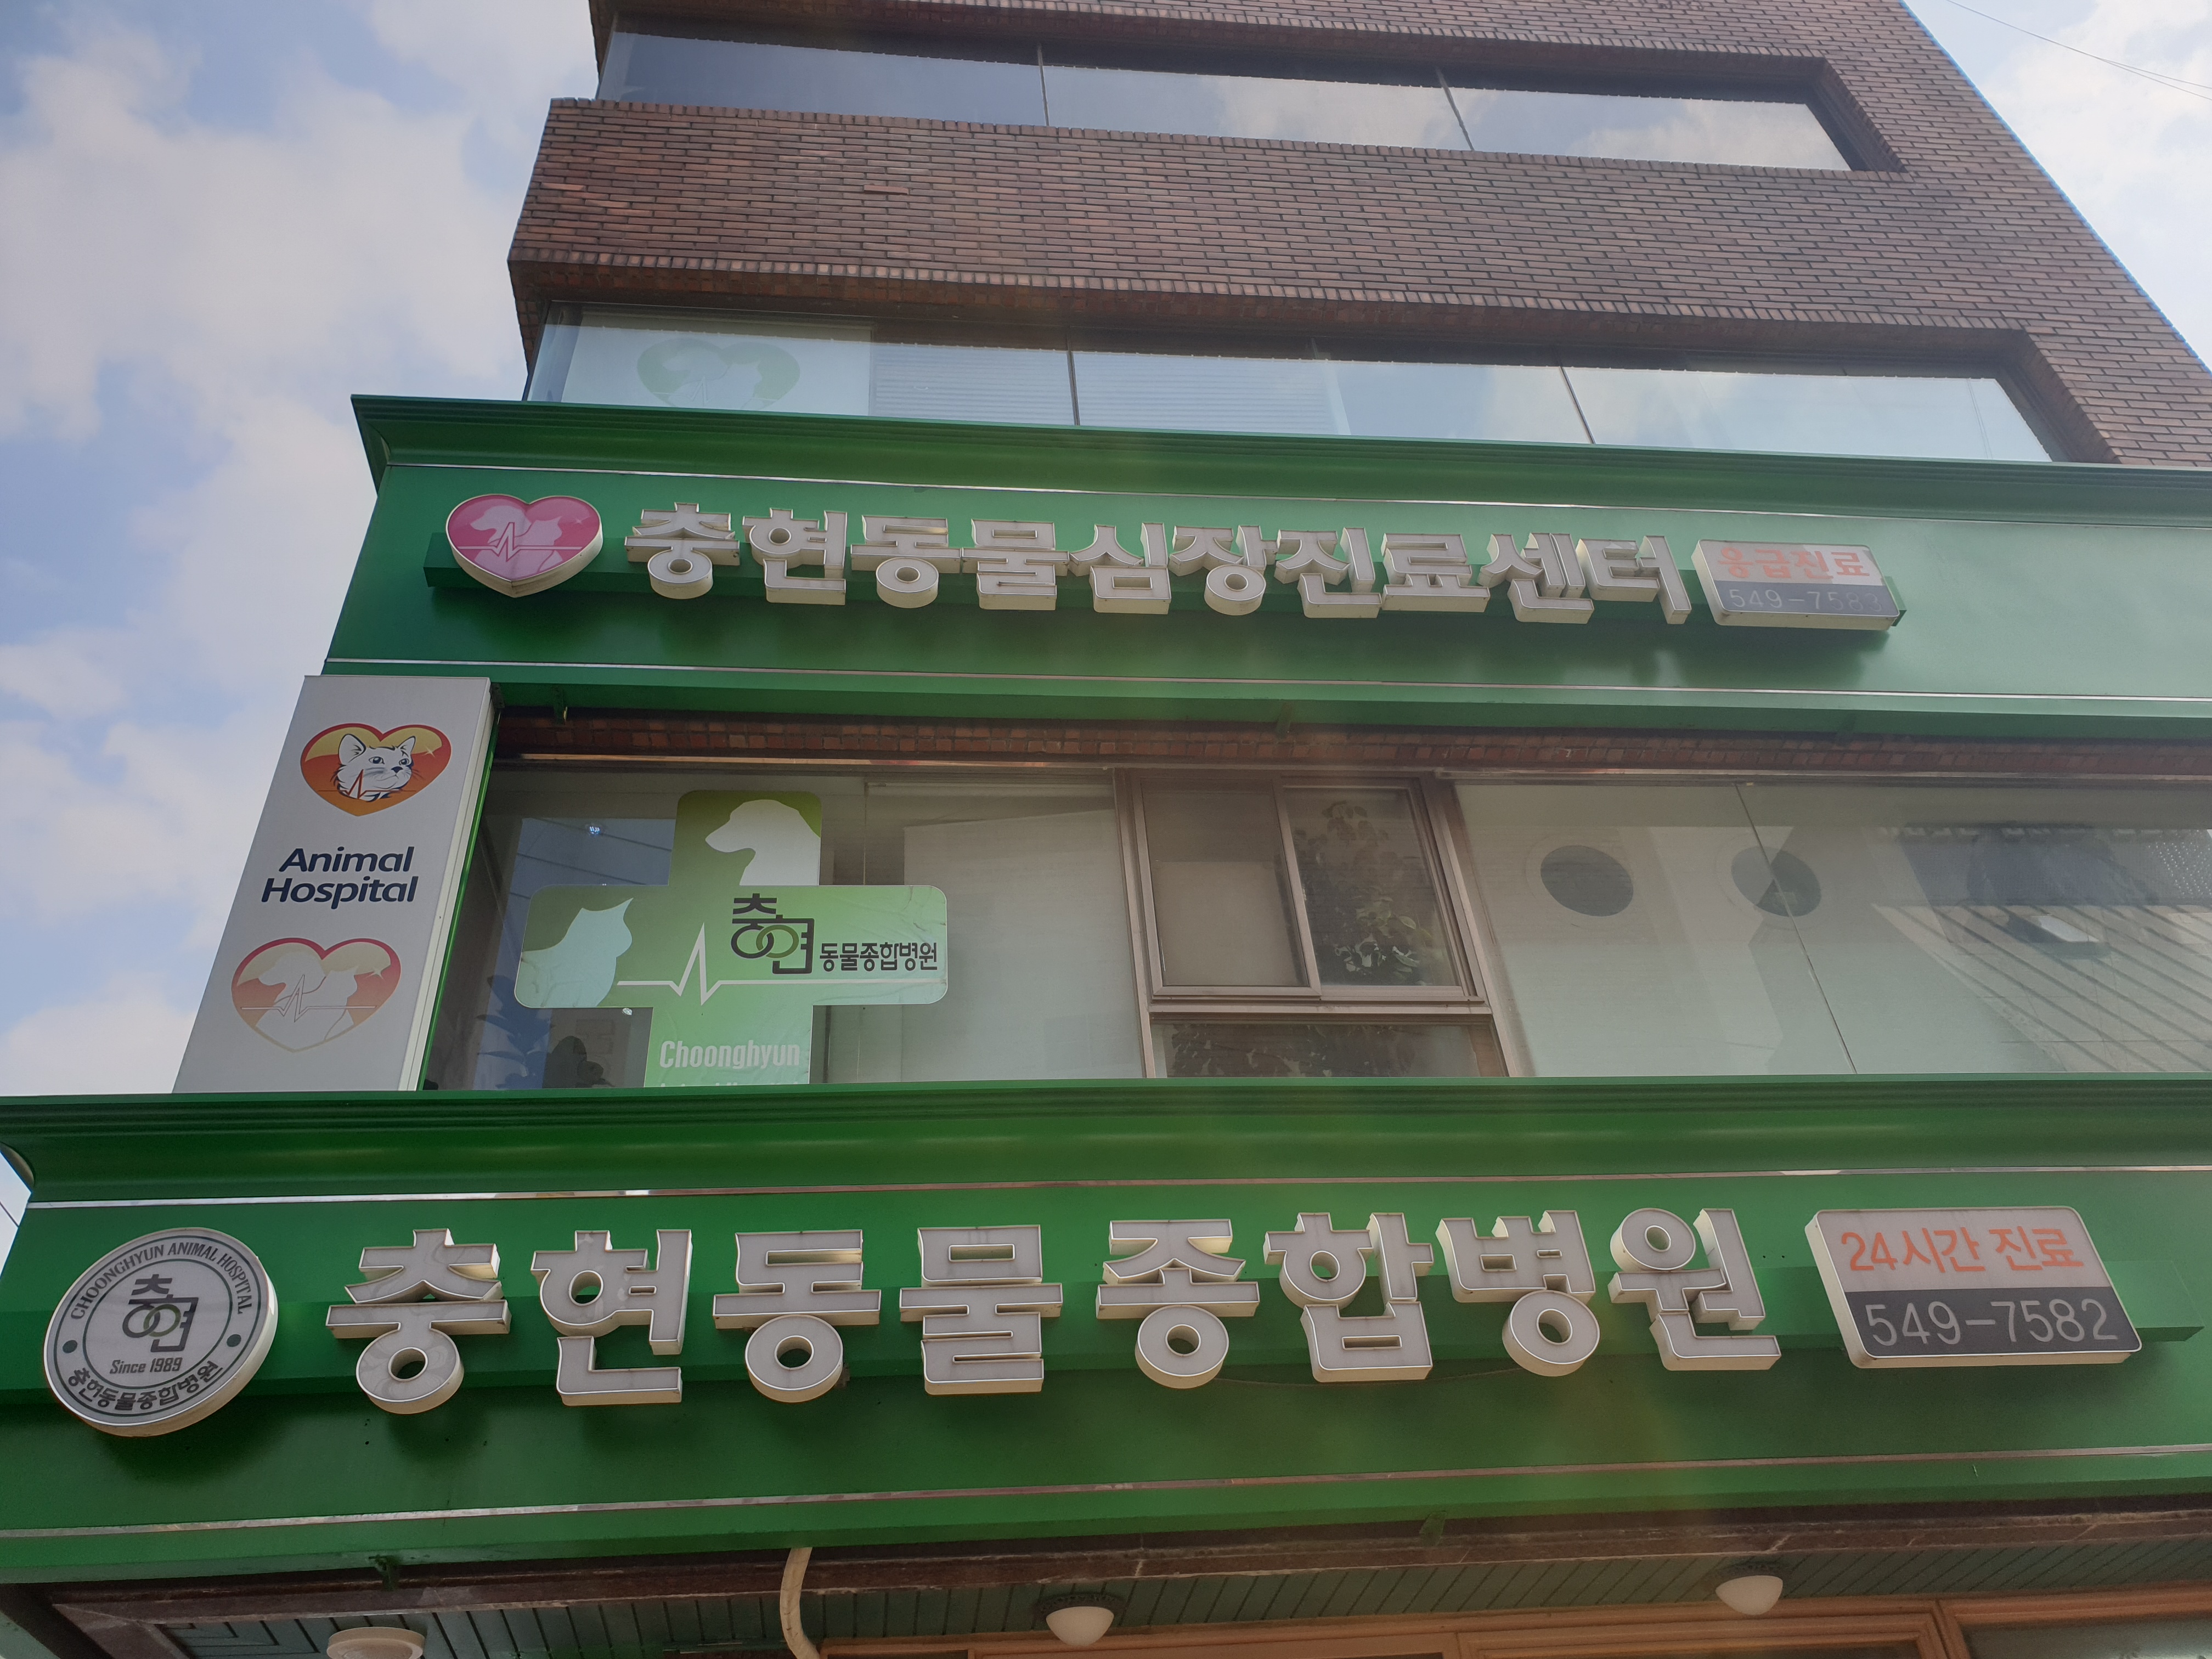 충현동물심장진료센터
응급진료
549-7583
Animal
Hospital
충현 동물종합병원
Choonghyun
CHOONGHYUN ANIMAL HOSPITAL
충현
Since 1989
충현동물종합병원
충현동물종합병원
24시간 진료
549-7582